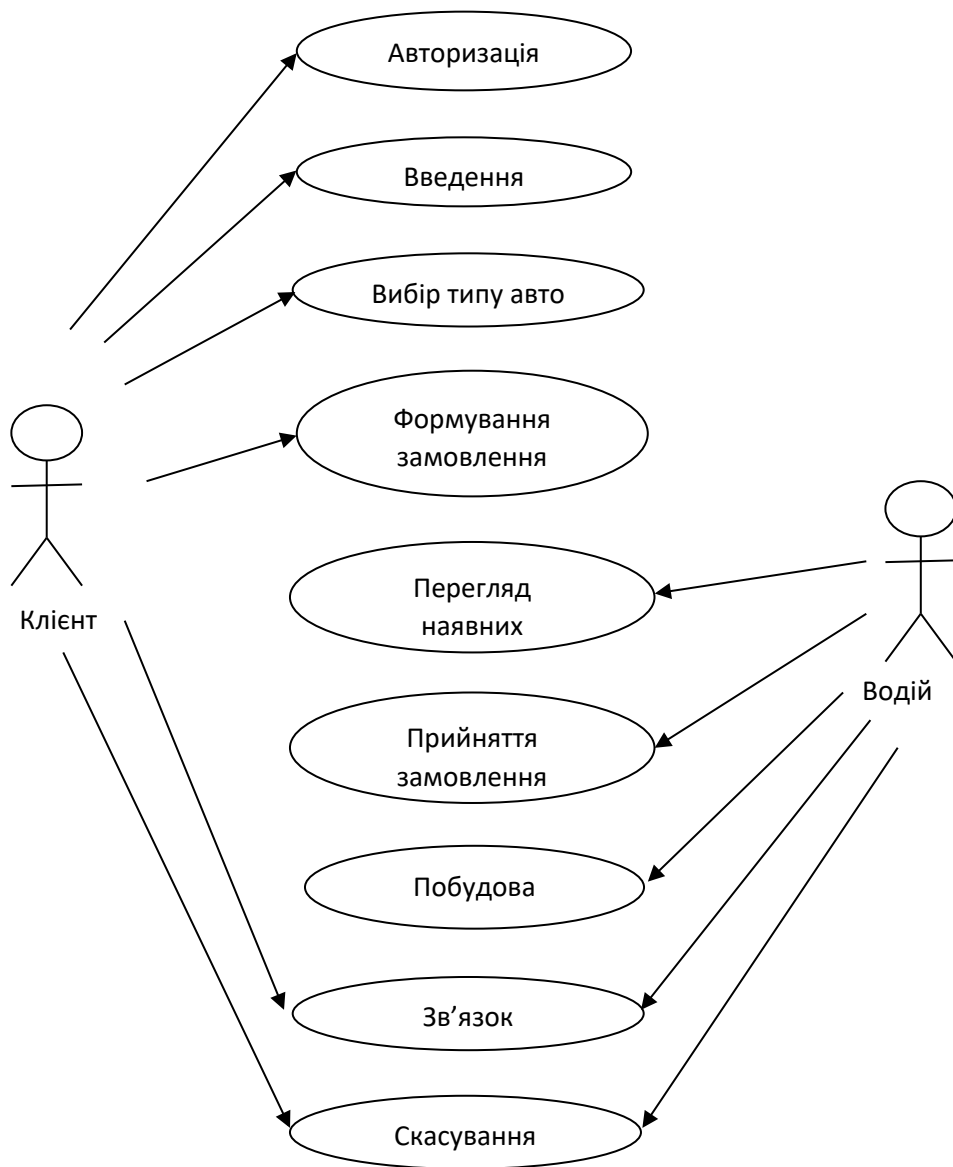 Авторизація
Введення
Вибір типу авто
Формування
замовлення
Перегляд
наявних
Клієнт
Водій
Прийняття
замовлення
Побудова
Зв’язок
Скасування